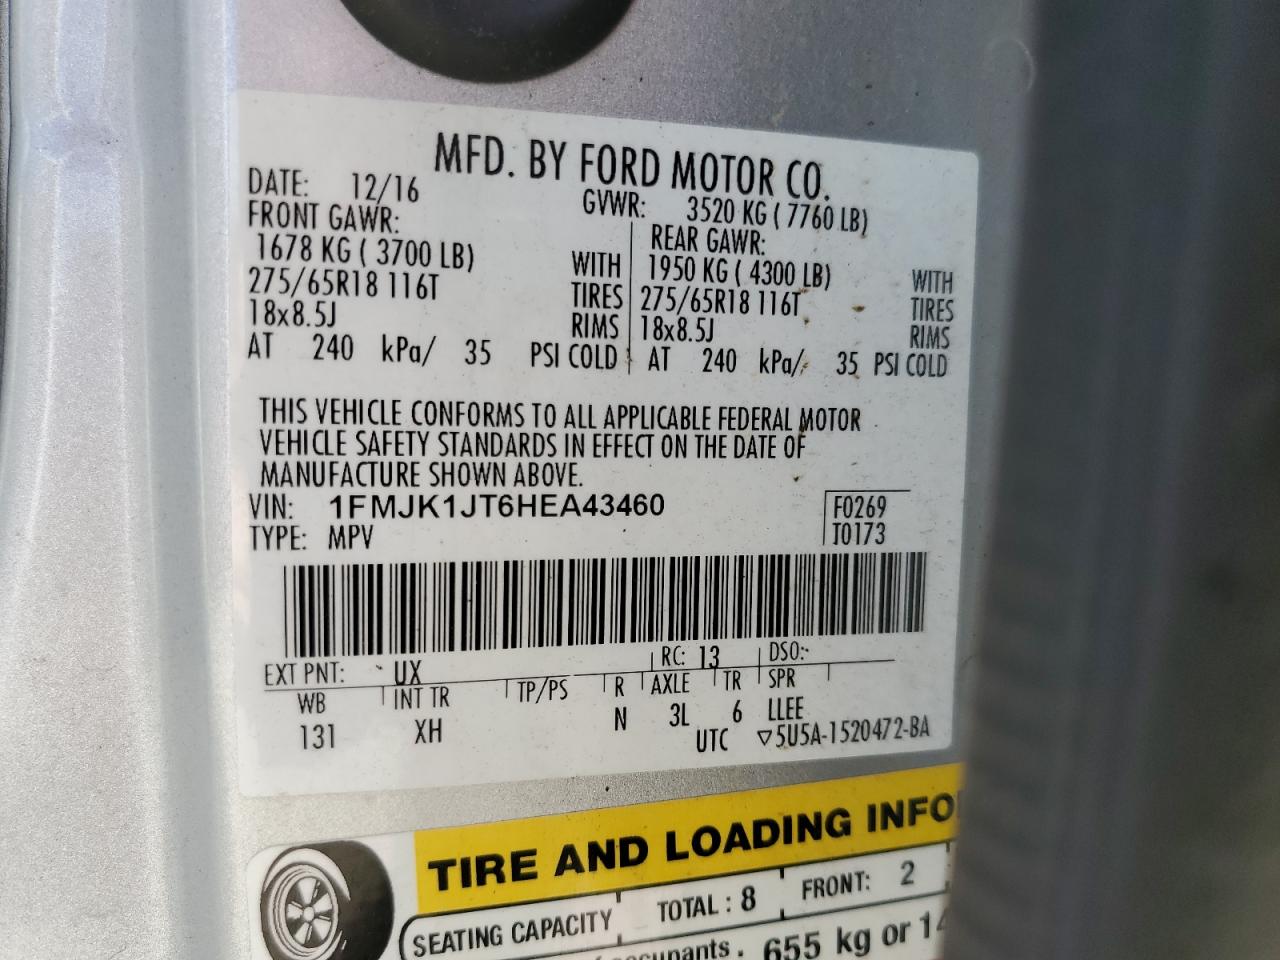 MFD. BY FORD MOTOR CO.
DATE: 12/16 GVWR: 3520 KG ( 7760 LB)
FRONT GAWR: REAR GAWR:
1678 KG ( 3700 LB) WITH 1950 KG ( 4300 LB) WITH
275/65R18 116T TIRES 275/65R18 116T TIRES
18x8.5J RIMS 18x8.5J RIMS
AT 240 kPa/ 35 PSI COLD AT 240 kPa/ 35 PSI COLD
THIS VEHICLE CONFORMS TO ALL APPLICABLE FEDERAL MOTOR
VEHICLE SAFETY STANDARDS IN EFFECT ON THE DATE OF
MANUFACTURE SHOWN ABOVE.
VIN: 1FMJK1JT6HEA43460 F0269
TYPE: MPV T0173
EXT PNT: UX RC: 13 DSO:
WB INT TR TP/PS R AXLE TR SPR
131 XH N 3L 6 LLEE
UTC ▽5U5A-1520472-BA
TIRE AND LOADING INFO
SEATING CAPACITY TOTAL : 8 FRONT: 2
occupants. 655 kg or 14